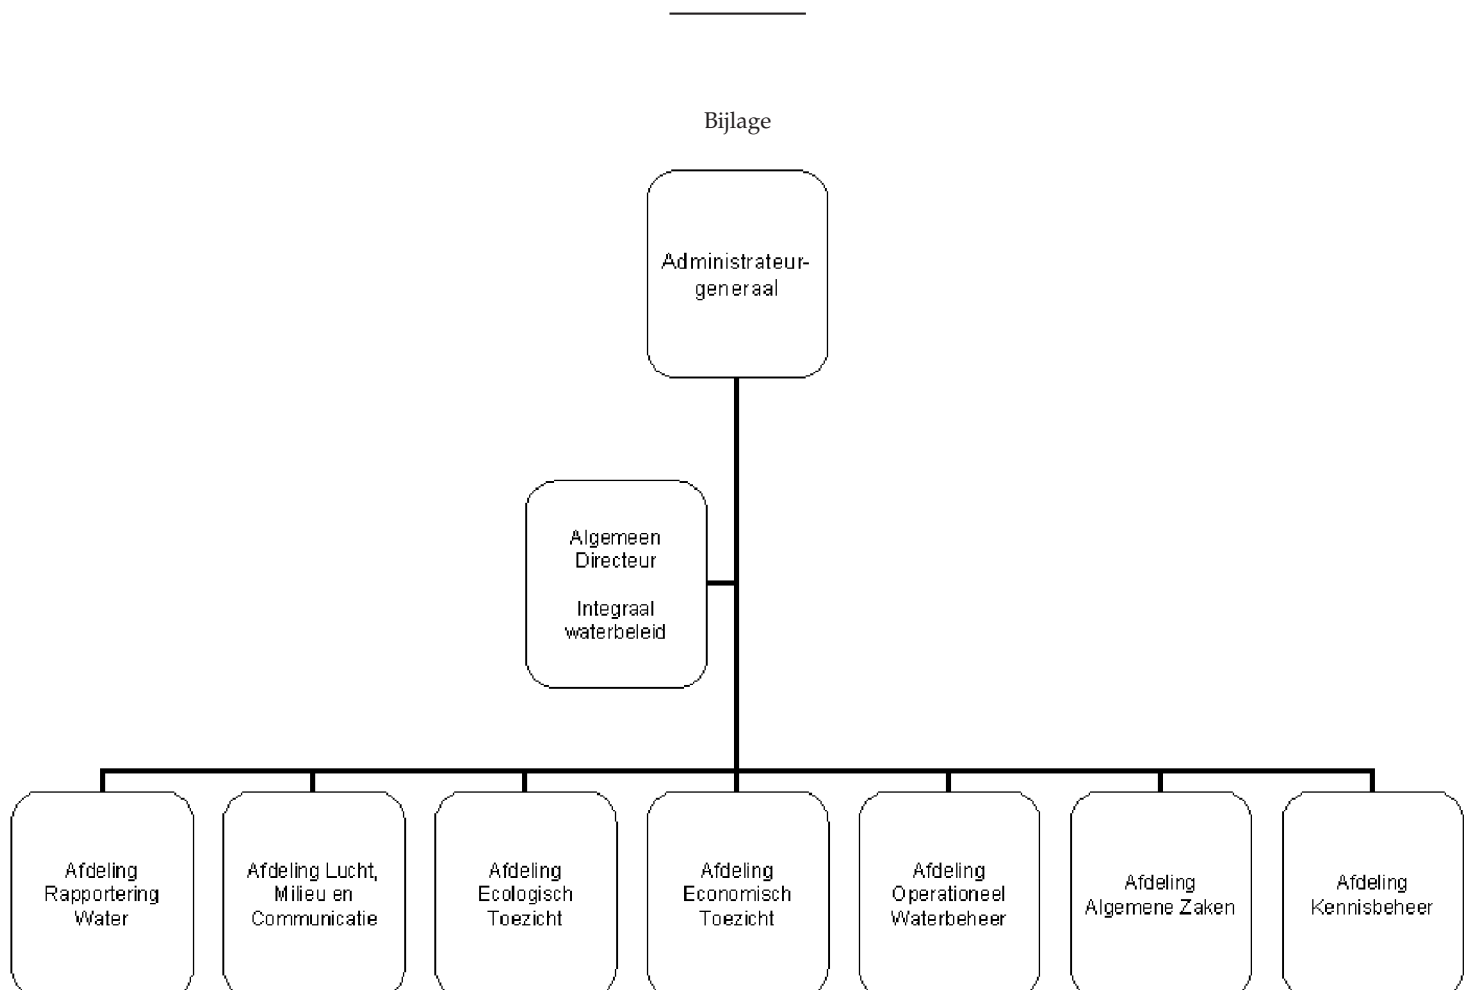 Bijlage
Administrateur-
generaal
Algemeen
Directeur
Integraal
waterbeleid
Afdeling
Rapportering
Water
Afdeling Lucht,
Milieu en
Communicatie
Afdeling
Ecologisch
Toezicht
Afdeling
Economisch
Toezicht
Afdeling
Operationeel
Waterbeheer
Afdeling
Algemene Zaken
Afdeling
Kennisbeheer